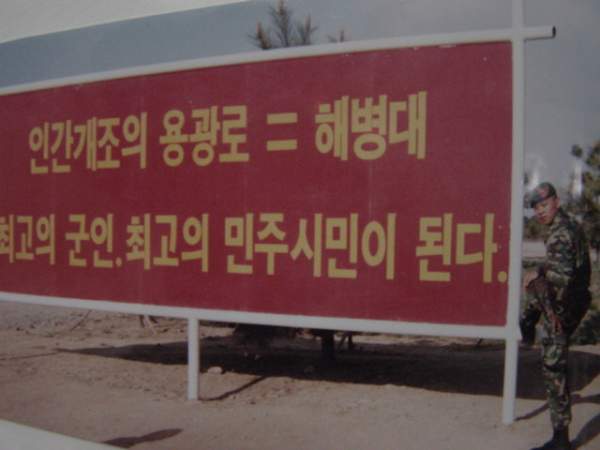 인간개조의 용광로 = 해병대
최고의 군인. 최고의 민주시민이 된다.